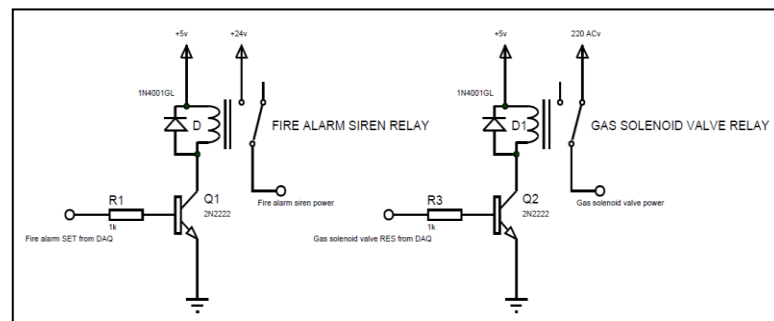 +5v
+24v
1N4001GL
D
FIRE ALARM SIREN RELAY
R1
1k
Q1
2N2222
Fire alarm SET from DAQ
Fire alarm siren power
+5v
220 ACv
1N4001GL
D1
GAS SOLENOID VALVE RELAY
R3
1k
Q2
2N2222
Gas solenoid valve RES from DAQ
Gas solenoid valve power